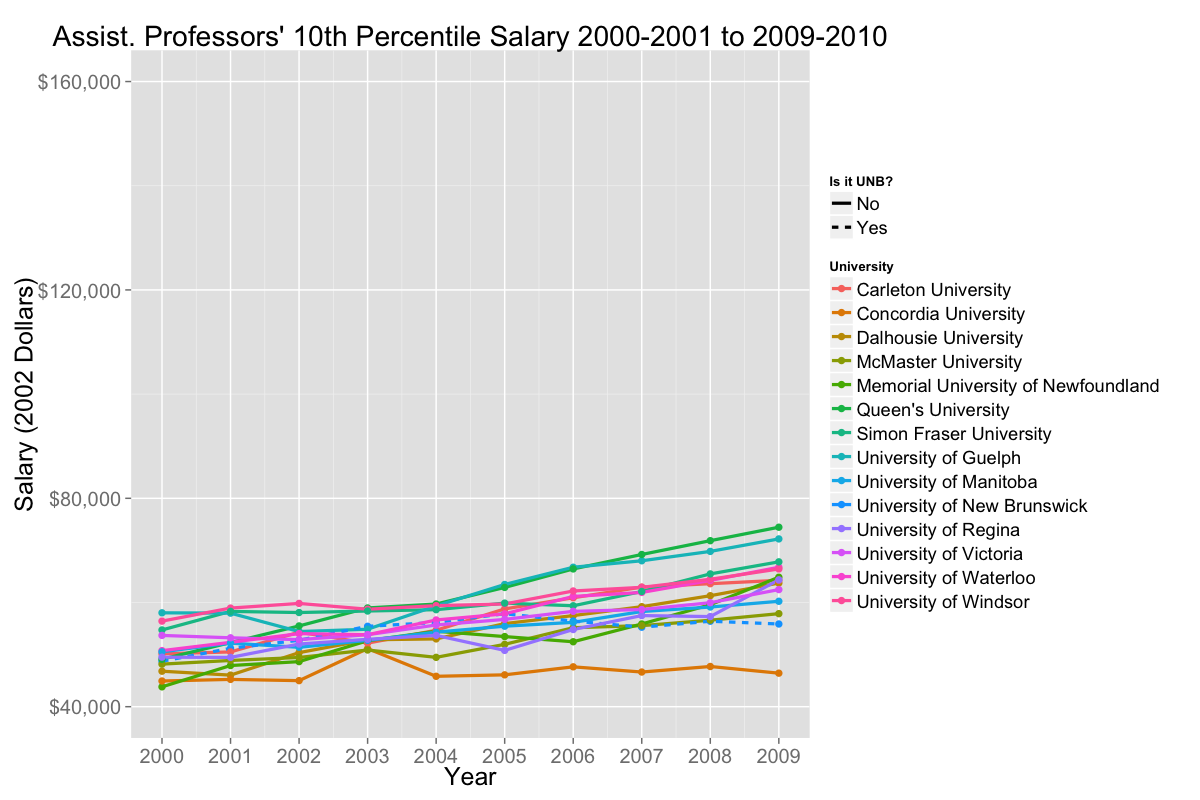 Assist. Professors' 10th Percentile Salary 2000-2001 to 2009-2010
$160,000
$120,000
$80,000
$40,000
Salary (2002 Dollars)
2000 2001 2002 2003 2004 2005 2006 2007 2008 2009
Year
Is it UNB?
No
Yes
University
Carleton University
Concordia University
Dalhousie University
McMaster University
Memorial University of Newfoundland
Queen's University
Simon Fraser University
University of Guelph
University of Manitoba
University of New Brunswick
University of Regina
University of Victoria
University of Waterloo
University of Windsor